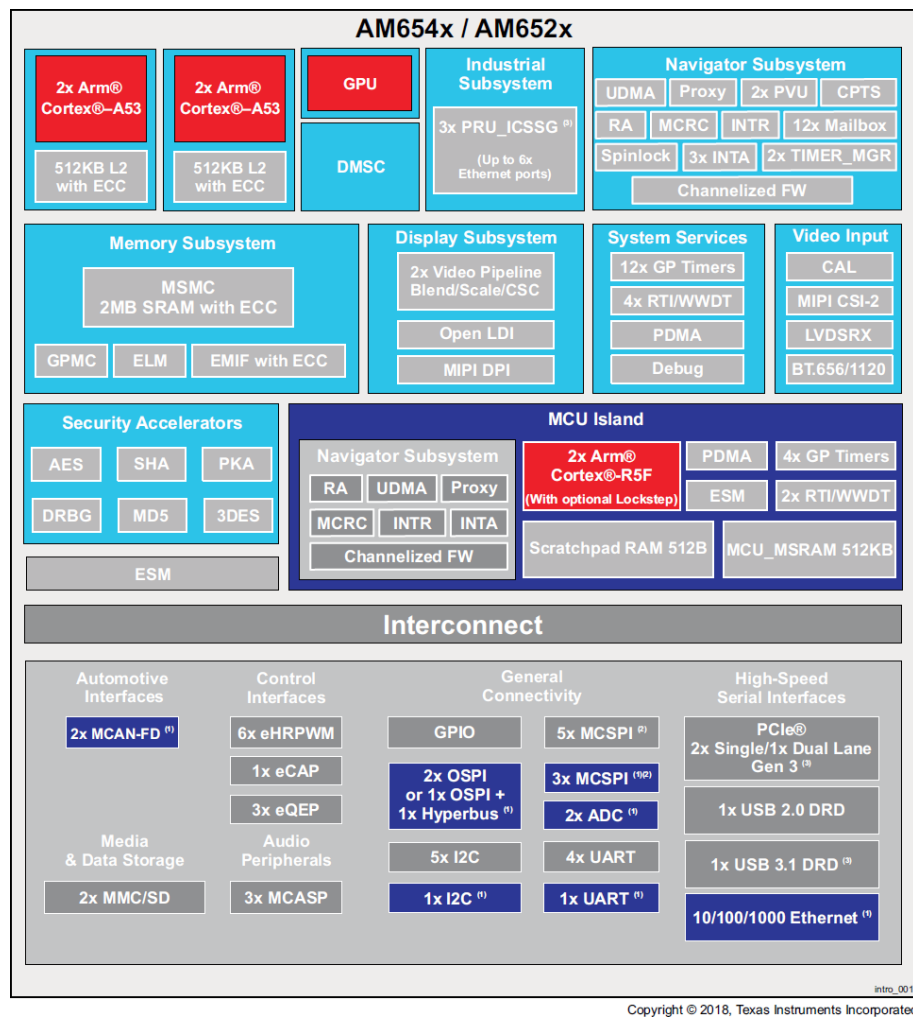 AM654x / AM652x
2x Arm®
Cortex®–A53
512KB L2
with ECC
2x Arm®
Cortex®–A53
512KB L2
with ECC
GPU
DMSC
Industrial
Subsystem
3x PRU_ICSSG (3)
(Up to 6x
Ethernet ports)
Navigator Subsystem
UDMA
Proxy
2x PVU
CPTS
RA
MCRC
INTR
12x Mailbox
Spinlock
3x INTA
2x TIMER_MGR
Channelized FW
Memory Subsystem
MSMC
2MB SRAM with ECC
GPMC
ELM
EMIF with ECC
Display Subsystem
2x Video Pipeline
Blend/Scale/CSC
Open LDI
MIPI DPI
System Services
12x GP Timers
4x RTI/WWDT
PDMA
Debug
Video Input
CAL
MIPI CSI-2
LVDSRX
BT.656/1120
Security Accelerators
AES
SHA
PKA
DRBG
MD5
3DES
ESM
MCU Island
Navigator Subsystem
RA
UDMA
Proxy
MCRC
INTR
INTA
Channelized FW
2x Arm®
Cortex®-R5F
(With optional Lockstep)
PDMA
4x GP Timers
ESM
2x RTI/WWDT
Scratchpad RAM 512B
MCU_MSRAM 512KB
Interconnect
Automotive
Interfaces
2x MCAN-FD (1)
Media
& Data Storage
2x MMC/SD
Control
Interfaces
6x eHRPWM
1x eCAP
3x eQEP
Audio
Peripherals
3x MCASP
General
Connectivity
GPIO
5x MCSPI (2)
2x OSPI
or 1x OSPI +
1x Hyperbus (1)
3x MCSPI (1)(2)
2x ADC (1)
5x I2C
4x UART
1x I2C (1)
1x UART (1)
High-Speed
Serial Interfaces
PCIe®
2x Single/1x Dual Lane
Gen 3 (3)
1x USB 2.0 DRD
1x USB 3.1 DRD (3)
10/100/1000 Ethernet (1)
intro_001
Copyright © 2018, Texas Instruments Incorporated